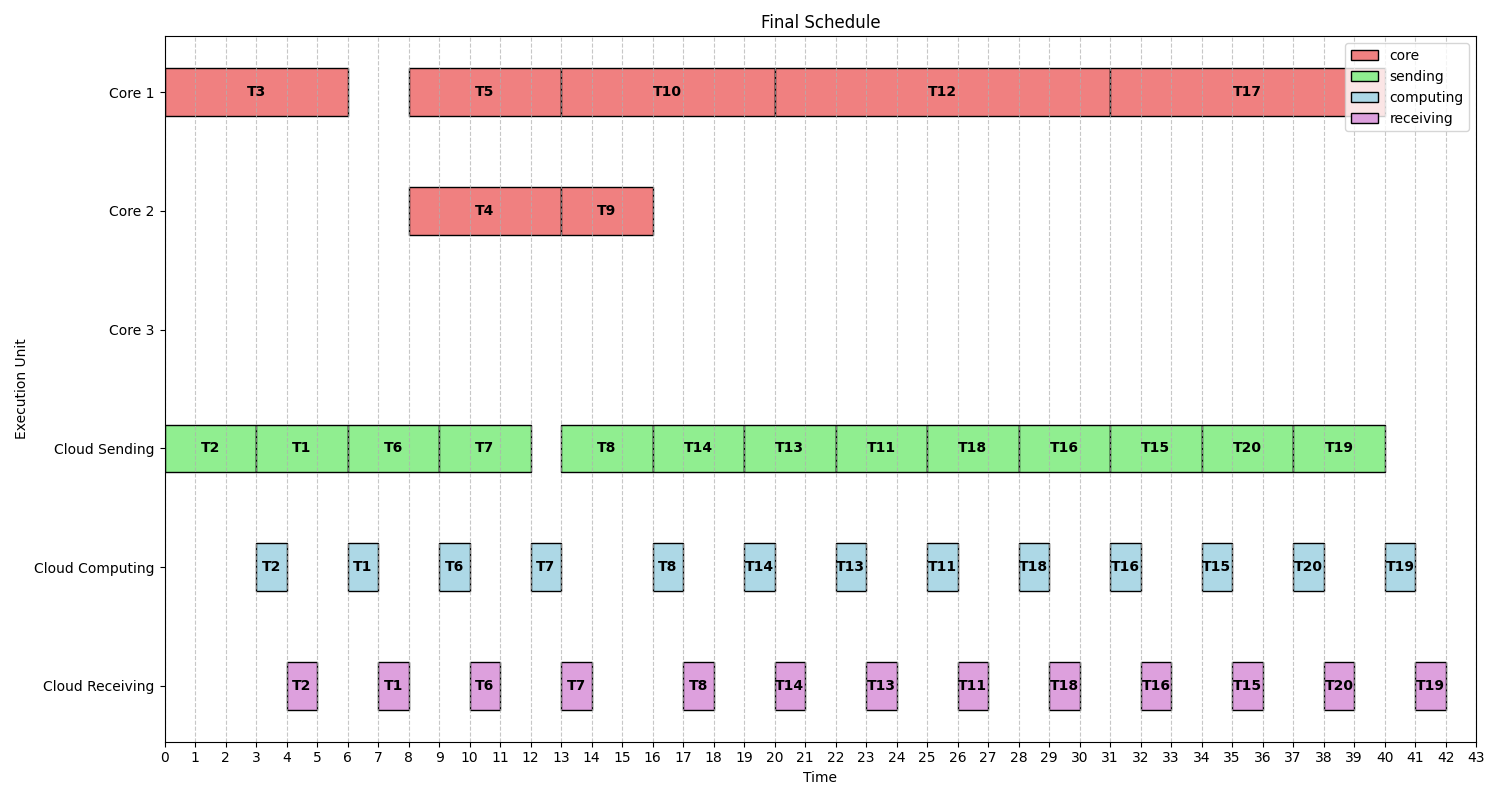 Final Schedule
core
sending
computing
receiving
Core 1
T3
T5
T10
T12
T17
Core 2
T4
T9
Core 3
Execution Unit
Cloud Sending
T2
T1
T6
T7
T8
T14
T13
T11
T18
T16
T15
T20
T19
Cloud Computing
T2
T1
T6
T7
T8
T14
T13
T11
T18
T16
T15
T20
T19
Cloud Receiving
T2
T1
T6
T7
T8
T14
T13
T11
T18
T16
T15
T20
T19
0 1 2 3 4 5 6 7 8 9 10 11 12 13 14 15 16 17 18 19 20 21 22 23 24 25 26 27 28 29 30 31 32 33 34 35 36 37 38 39 40 41 42 43
Time